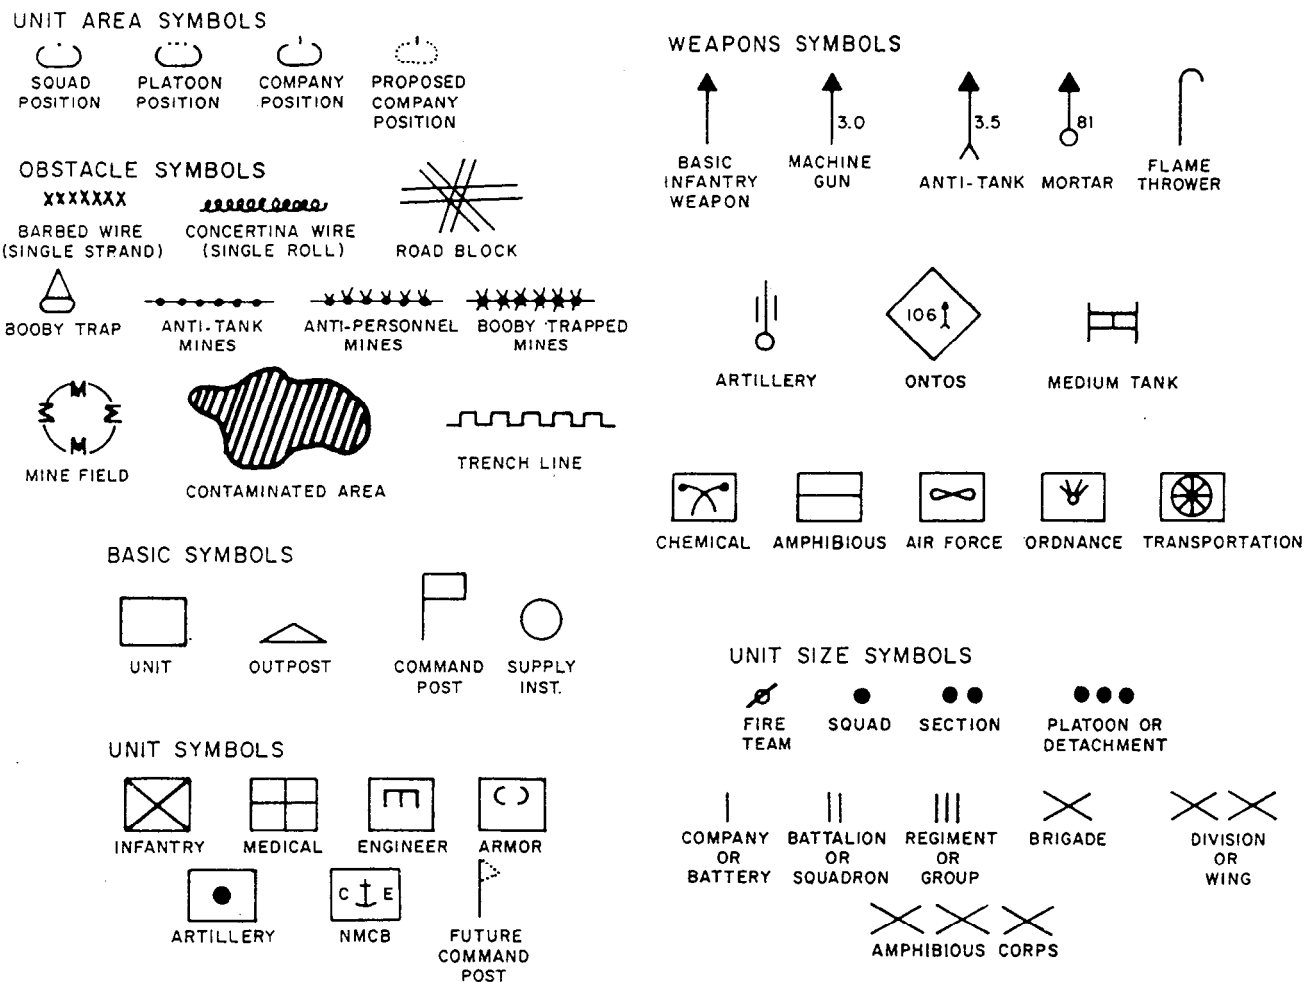 UNIT AREA SYMBOLS
SQUAD POSITION
PLATOON POSITION
COMPANY POSITION
PROPOSED COMPANY POSITION
OBSTACLE SYMBOLS
BARBED WIRE (SINGLE STRAND)
CONCERTINA WIRE (SINGLE ROLL)
ROAD BLOCK
BOOBY TRAP
ANTI-TANK MINES
ANTI-PERSONNEL MINES
BOOBY TRAPPED MINES
M
M
M
M
MINE FIELD
CONTAMINATED AREA
TRENCH LINE
BASIC SYMBOLS
UNIT
OUTPOST
COMMAND POST
SUPPLY INST.
UNIT SYMBOLS
INFANTRY
MEDICAL
ENGINEER
ARMOR
ARTILLERY
C E
NMCB
FUTURE COMMAND POST
WEAPONS SYMBOLS
BASIC INFANTRY WEAPON
3.0
MACHINE GUN
3.5
ANTI-TANK
81
MORTAR
FLAME THROWER
ARTILLERY
106
ONTOS
MEDIUM TANK
CHEMICAL
AMPHIBIOUS
AIR FORCE
ORDNANCE
TRANSPORTATION
UNIT SIZE SYMBOLS
FIRE TEAM
SQUAD
SECTION
PLATOON OR DETACHMENT
COMPANY OR BATTERY
BATTALION OR SQUADRON
REGIMENT OR GROUP
BRIGADE
DIVISION OR WING
AMPHIBIOUS CORPS